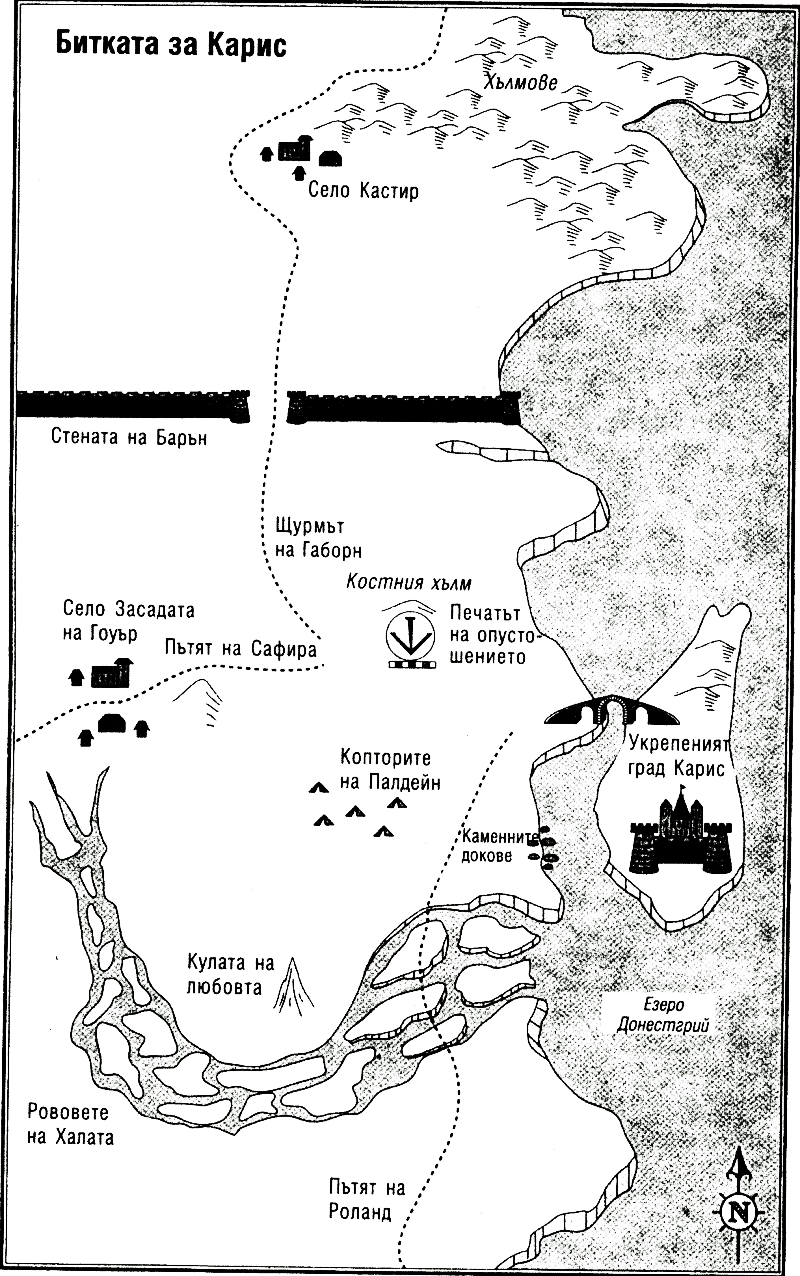 Битката за Карис
Хълмове
Село Кастир
Стената на Барън
Щурмът
на Габорн
Костния хълм
Село Засадата
на Гоуър
Пътят на Сафира
Печатът
на опусто-
шението
Укрепеният
град Карис
Копторите
на Палдейн
Каменните
докове
Кулата на
любовта
Езеро
Донестгрий
Рововете
на Халата
Пътят на
Роланд
N